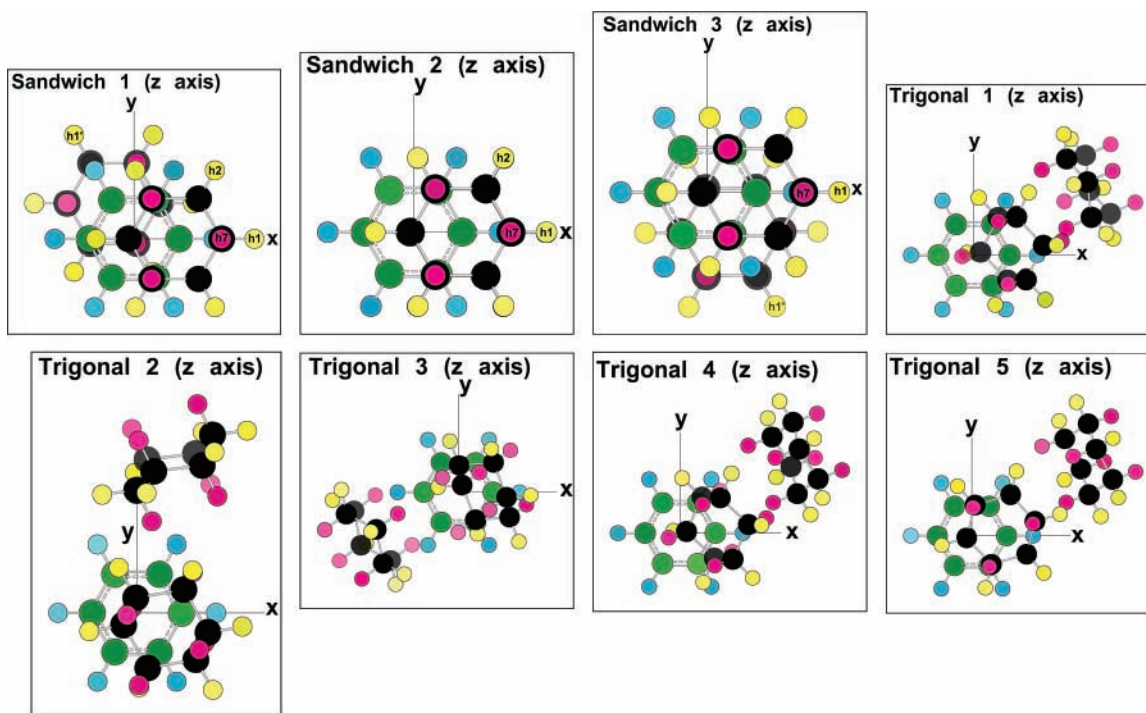 Sandwich 1 (z axis)
y
h1"
h2
h7
h1
x
Sandwich 2 (z axis)
y
h2
h7
h1
x
Sandwich 3 (z axis)
y
h7
h1
x
h1"
Trigonal 1 (z axis)
y
x
Trigonal 2 (z axis)
y
x
Trigonal 3 (z axis)
y
x
Trigonal 4 (z axis)
y
x
Trigonal 5 (z axis)
y
x